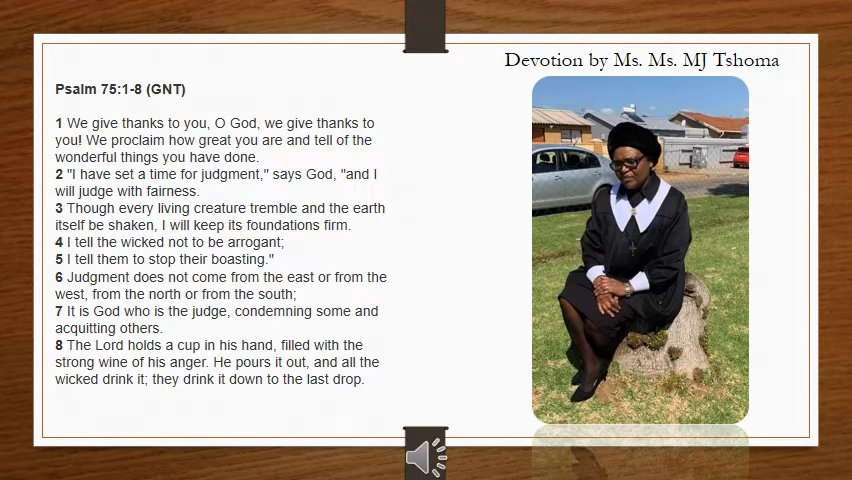 Devotion by Ms. Ms. MJ Tshoma
Psalm 75:1-8 (GNT)
1 We give thanks to you, O God, we give thanks to
you! We proclaim how great you are and tell of the
wonderful things you have done.
2 "I have set a time for judgment," says God, "and I
will judge with fairness.
3 Though every living creature tremble and the earth
itself be shaken, I will keep its foundations firm.
4 I tell the wicked not to be arrogant;
5 I tell them to stop their boasting."
6 Judgment does not come from the east or from the
west, from the north or from the south;
7 It is God who is the judge, condemning some and
acquitting others.
8 The Lord holds a cup in his hand, filled with the
strong wine of his anger. He pours it out, and all the
wicked drink it; they drink it down to the last drop.